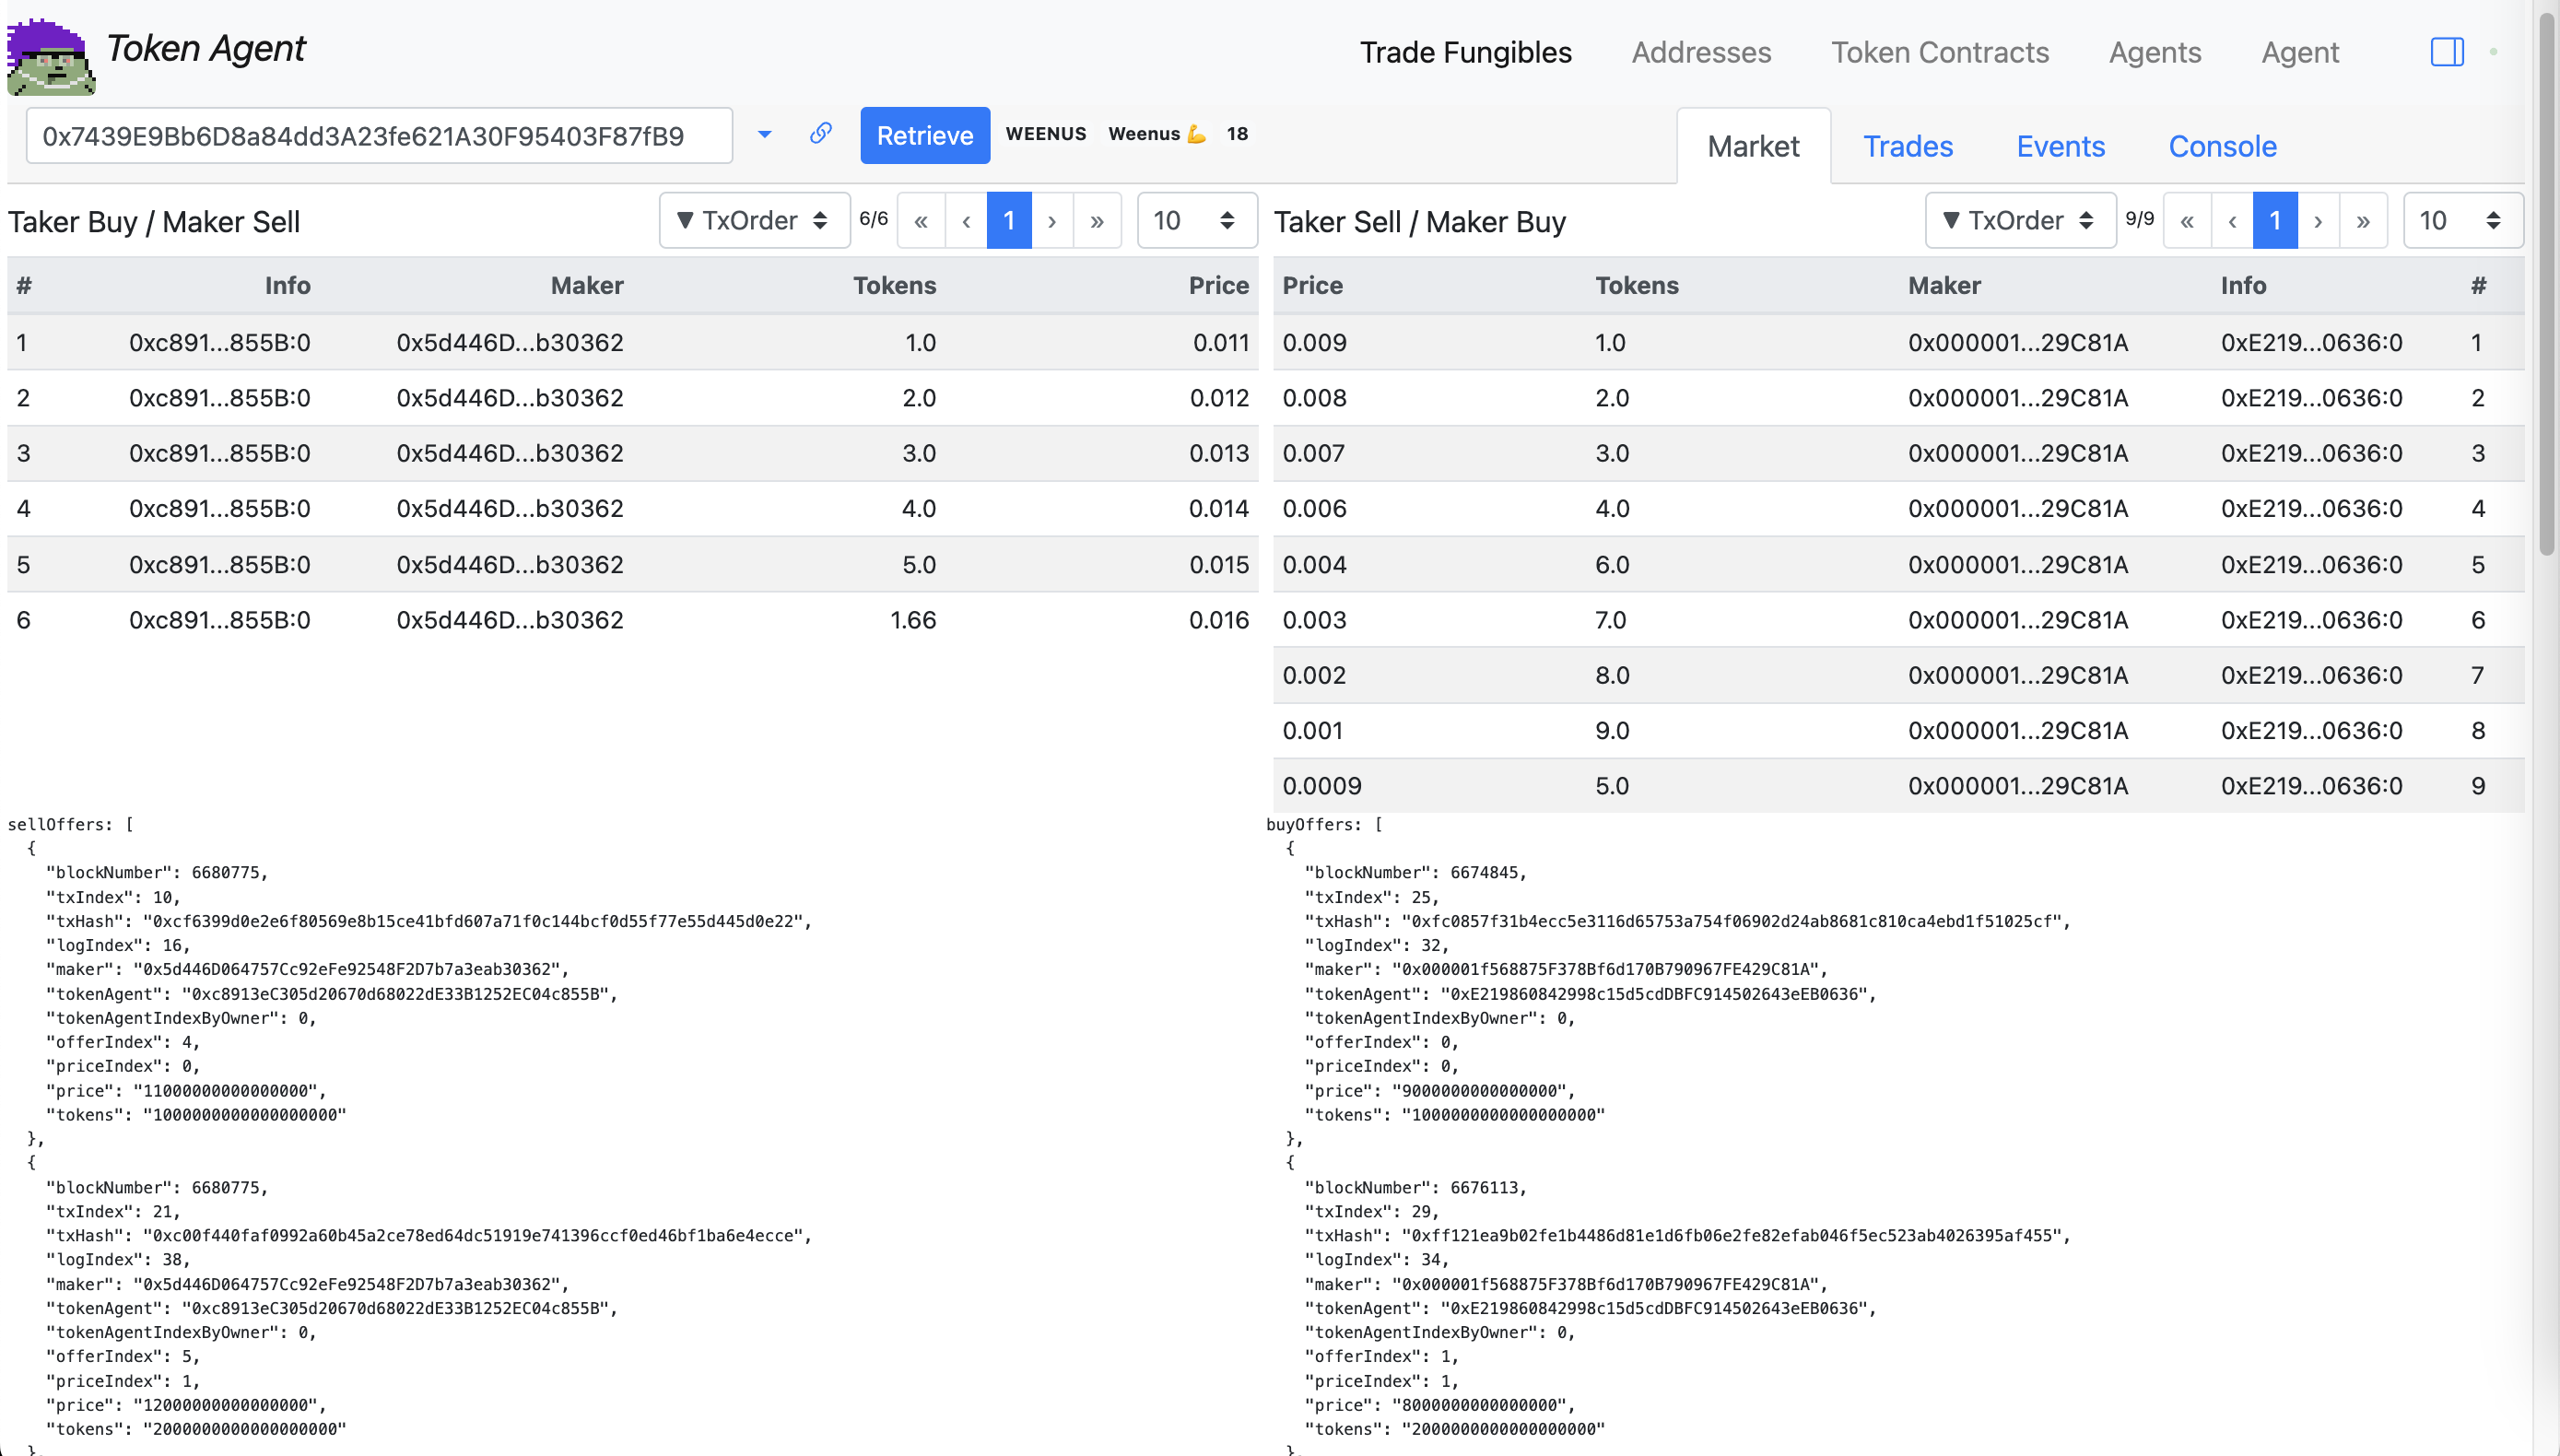 Token Agent
Trade Fungibles Addresses Token Contracts Agents Agent
0x7439E9Bb6D8a84dd3A23fe621A30F95403F87fB9 Retrieve WEENUS Weenus 💪 18
Market Trades Events Console
Taker Buy / Maker Sell ▼ TxOrder 6/6 « ‹ 1 › » 10
# Info Maker Tokens Price
1 0xc891...855B:0 0x5d446D...b30362 1.0 0.011
2 0xc891...855B:0 0x5d446D...b30362 2.0 0.012
3 0xc891...855B:0 0x5d446D...b30362 3.0 0.013
4 0xc891...855B:0 0x5d446D...b30362 4.0 0.014
5 0xc891...855B:0 0x5d446D...b30362 5.0 0.015
6 0xc891...855B:0 0x5d446D...b30362 1.66 0.016
Taker Sell / Maker Buy ▼ TxOrder 9/9 « ‹ 1 › » 10
Price Tokens Maker Info #
0.009 1.0 0x000001...29C81A 0xE219...0636:0 1
0.008 2.0 0x000001...29C81A 0xE219...0636:0 2
0.007 3.0 0x000001...29C81A 0xE219...0636:0 3
0.006 4.0 0x000001...29C81A 0xE219...0636:0 4
0.004 6.0 0x000001...29C81A 0xE219...0636:0 5
0.003 7.0 0x000001...29C81A 0xE219...0636:0 6
0.002 8.0 0x000001...29C81A 0xE219...0636:0 7
0.001 9.0 0x000001...29C81A 0xE219...0636:0 8
0.0009 5.0 0x000001...29C81A 0xE219...0636:0 9
sellOffers: [
{
"blockNumber": 6680775,
"txIndex": 10,
"txHash": "0xcf6399d0e2e6f80569e8b15ce41bfd607a71f0c144bcf0d55f77e55d445d0e22",
"logIndex": 16,
"maker": "0x5d446D064757Cc92eFe92548F2D7b7a3eab30362",
"tokenAgent": "0xc8913eC305d20670d68022dE33B1252EC04c855B",
"tokenAgentIndexByOwner": 0,
"offerIndex": 4,
"priceIndex": 0,
"price": "11000000000000000",
"tokens": "1000000000000000000"
},
{
"blockNumber": 6680775,
"txIndex": 21,
"txHash": "0xc00f440faf0992a60b45a2ce78ed64dc51919e741396ccf0ed46bf1ba6e4ecce",
"logIndex": 38,
"maker": "0x5d446D064757Cc92eFe92548F2D7b7a3eab30362",
"tokenAgent": "0xc8913eC305d20670d68022dE33B1252EC04c855B",
"tokenAgentIndexByOwner": 0,
"offerIndex": 5,
"priceIndex": 1,
"price": "12000000000000000",
"tokens": "2000000000000000000"
},
buyOffers: [
{
"blockNumber": 6674845,
"txIndex": 25,
"txHash": "0xfc0857f31b4ecc5e3116d65753a754f06902d24ab8681c810ca4ebd1f51025cf",
"logIndex": 32,
"maker": "0x000001f568875F378Bf6d170B790967FE429C81A",
"tokenAgent": "0xE219860842998c15d5cdDBFC914502643eEB0636",
"tokenAgentIndexByOwner": 0,
"offerIndex": 0,
"priceIndex": 0,
"price": "9000000000000000",
"tokens": "1000000000000000000"
},
{
"blockNumber": 6676113,
"txIndex": 29,
"txHash": "0xff121ea9b02fe1b4486d81e1d6fb06e2fe82efab046f5ec523ab4026395af455",
"logIndex": 34,
"maker": "0x000001f568875F378Bf6d170B790967FE429C81A",
"tokenAgent": "0xE219860842998c15d5cdDBFC914502643eEB0636",
"tokenAgentIndexByOwner": 0,
"offerIndex": 1,
"priceIndex": 1,
"price": "8000000000000000",
"tokens": "2000000000000000000"
},